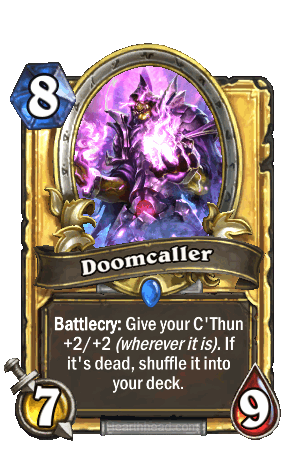 8
Doomcaller
Battlecry: Give your C'Thun
+2/+2 (wherever it is). If
it's dead, shuffle it into
your deck.
7
9